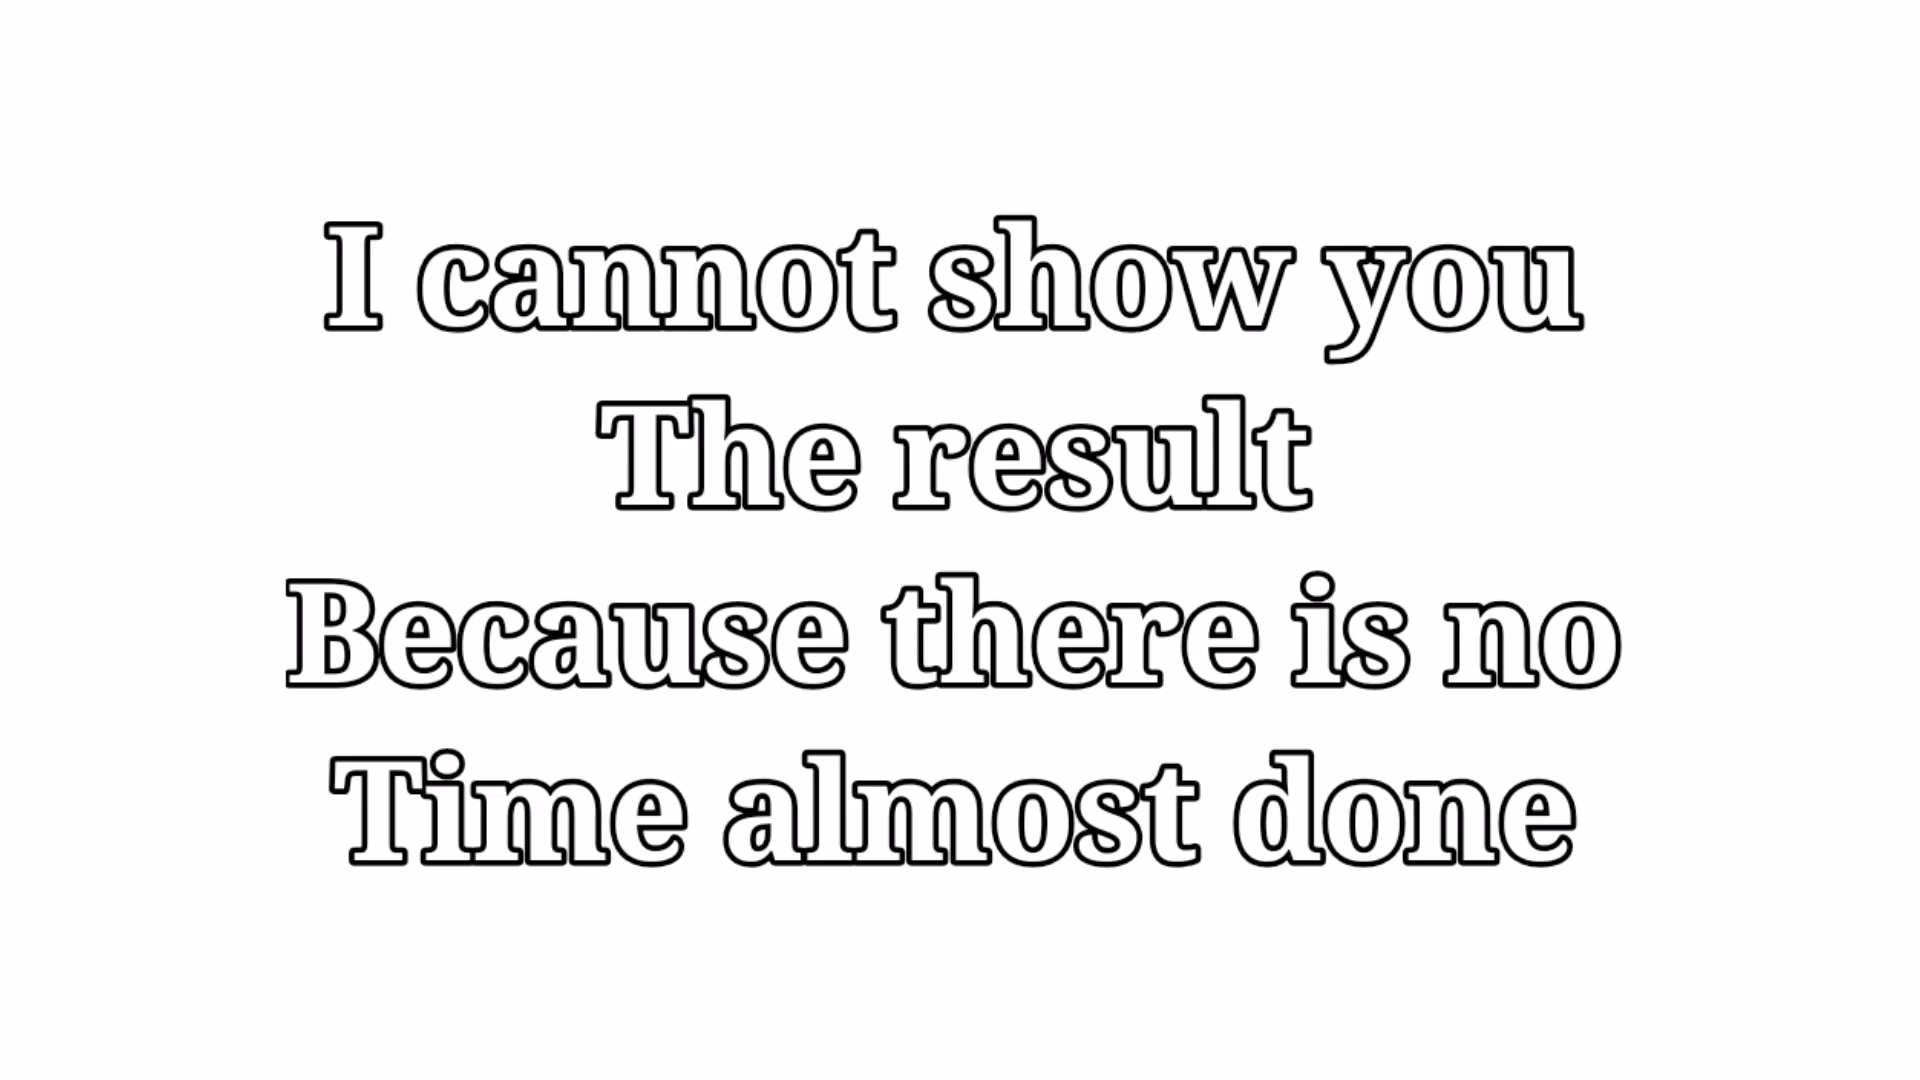 I cannot show you
The result
Because there is no
Time almost done